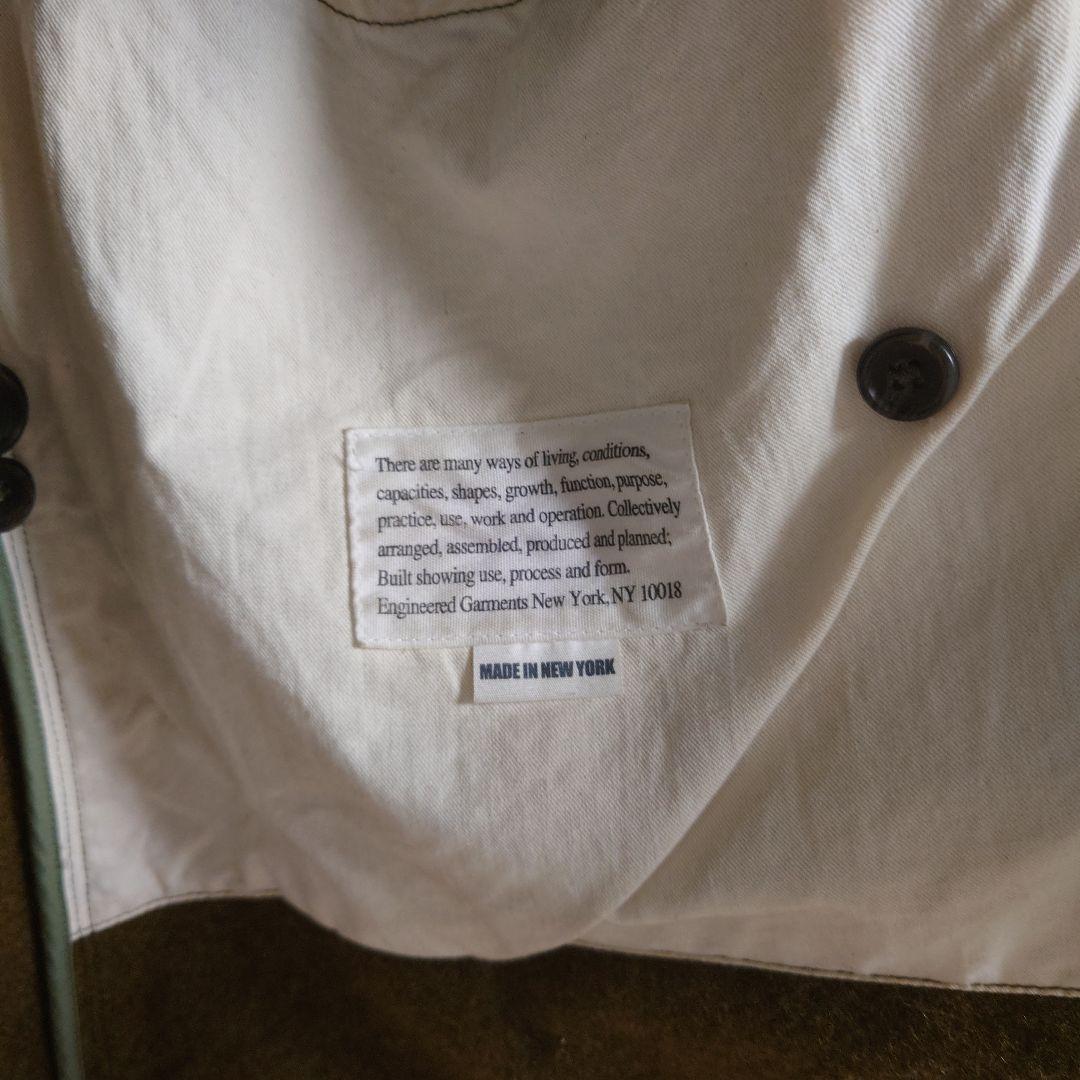 There are many ways of living, conditions,
capacities, shapes, growth, function, purpose,
practice, use, work and operation. Collectively
arranged, assembled, produced and planned:,
Built showing use, process and form.
Engineered Garments New York, NY 10018
MADE IN NEW YORK